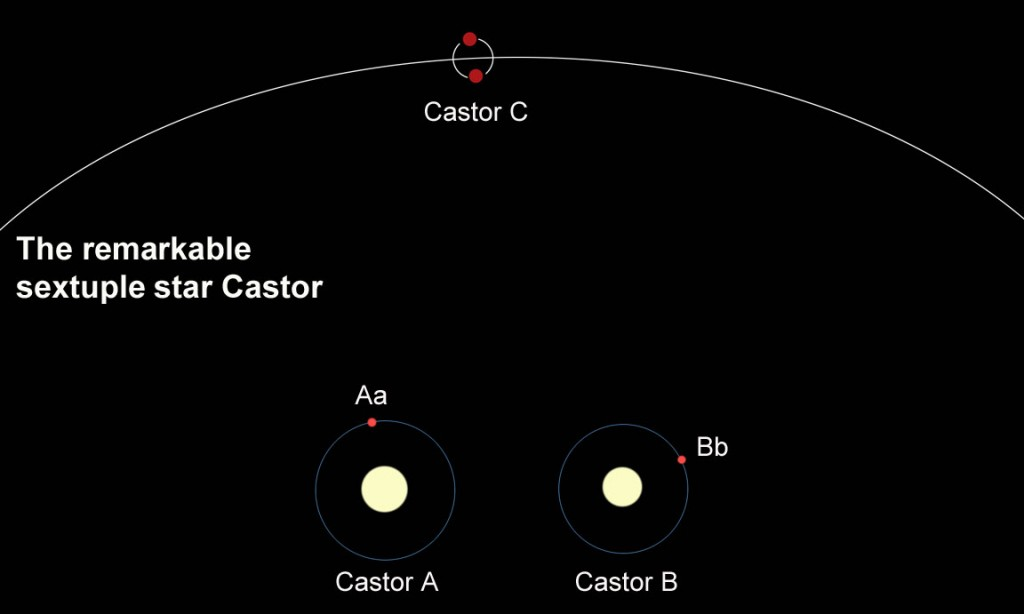 Castor C
The remarkable
sextuple star Castor
Aa
Bb
Castor A
Castor B